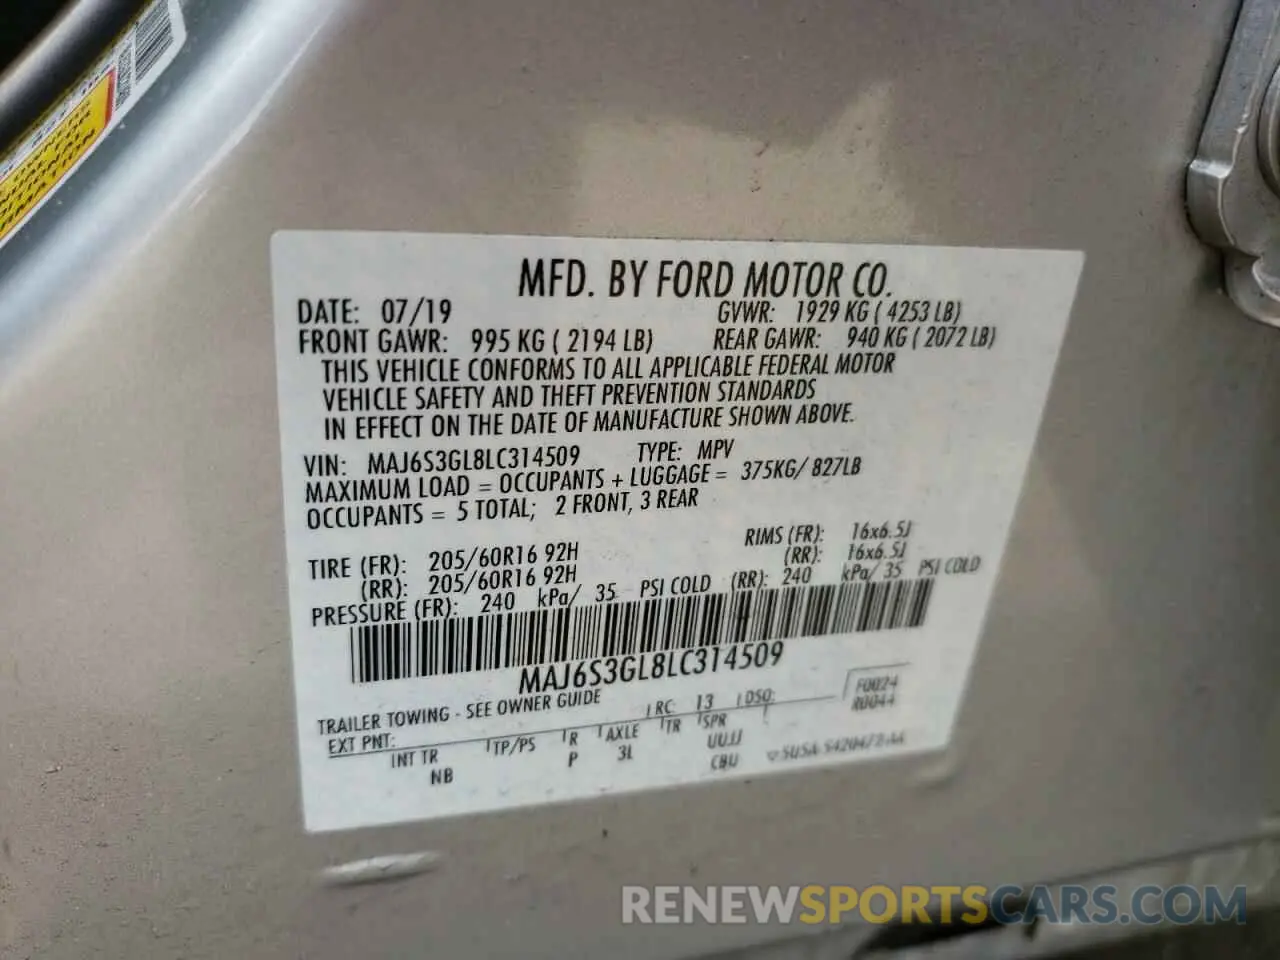 MFD. BY FORD MOTOR CO.
DATE: 07/19 GVWR: 1929 KG ( 4253 LB)
FRONT GAWR: 995 KG ( 2194 LB) REAR GAWR: 940 KG ( 2072 LB)
THIS VEHICLE CONFORMS TO ALL APPLICABLE FEDERAL MOTOR
VEHICLE SAFETY AND THEFT PREVENTION STANDARDS
IN EFFECT ON THE DATE OF MANUFACTURE SHOWN ABOVE.
VIN: MAJ6S3GL8LC314509 TYPE: MPV
MAXIMUM LOAD = OCCUPANTS + LUGGAGE = 375KG/ 827LB
OCCUPANTS = 5 TOTAL; 2 FRONT, 3 REAR
TIRE (FR): 205/60R16 92H RIMS (FR): 16x6.5J
(RR): 205/60R16 92H (RR): 16x6.5J
PRESSURE (FR): 240 kPa/ 35 PSI COLD (RR): 240 kPa/ 35 PSI COLD
MAJ6S3GL8LC314509
TRAILER TOWING - SEE OWNER GUIDE
EXT PNT: RC: 13 DSO: F0024
R0044
INT TR TP/PS R AXLE TR SPR
NB P 3L UUJJ
CBU
RENEWSPORTSCARS.COM